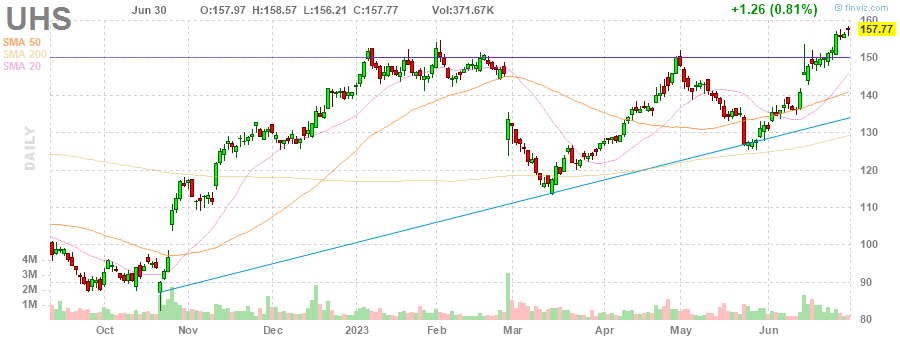 UHS Jun 30 O:157.97 H:158.57 L:156.21 C:157.77 Vol:371.67K +1.26 (0.81%) © finviz.com
SMA 50
SMA 200
SMA 20
160
157.77
150
140
130
120
110
100
90
80
DAILY
4M
3M
2M
1M
Oct Nov Dec 2023 Feb Mar Apr May Jun